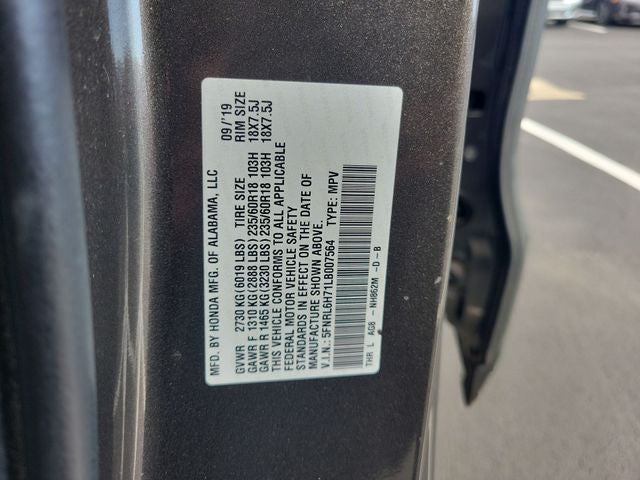 MFD. BY HONDA MFG. OF ALABAMA, LLC 09/'19
GVWR 2730 KG(6019 LBS) TIRE SIZE RIM SIZE
GAWR F 1310 KG(2888 LBS) 235/60R18 103H 18X7.5J
GAWR R 1465 KG(3230 LBS) 235/60R18 103H 18X7.5J
THIS VEHICLE CONFORMS TO ALL APPLICABLE
FEDERAL MOTOR VEHICLE SAFETY
STANDARDS IN EFFECT ON THE DATE OF
MANUFACTURE SHOWN ABOVE.
V.I.N.: 5FNRL6H71LB007564 TYPE: MPV
THR L AG8 - NH862M -D -B